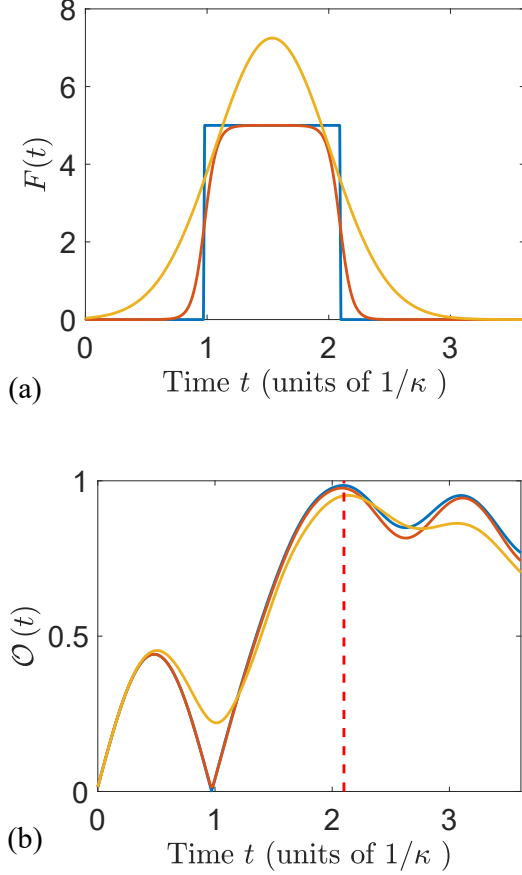 8
6
F(t)
4
2
0
0 1 2 3
Time t (units of 1/κ )
(a)
1
𝒪(t)
0.5
0
0 1 2 3
Time t (units of 1/κ )
(b)